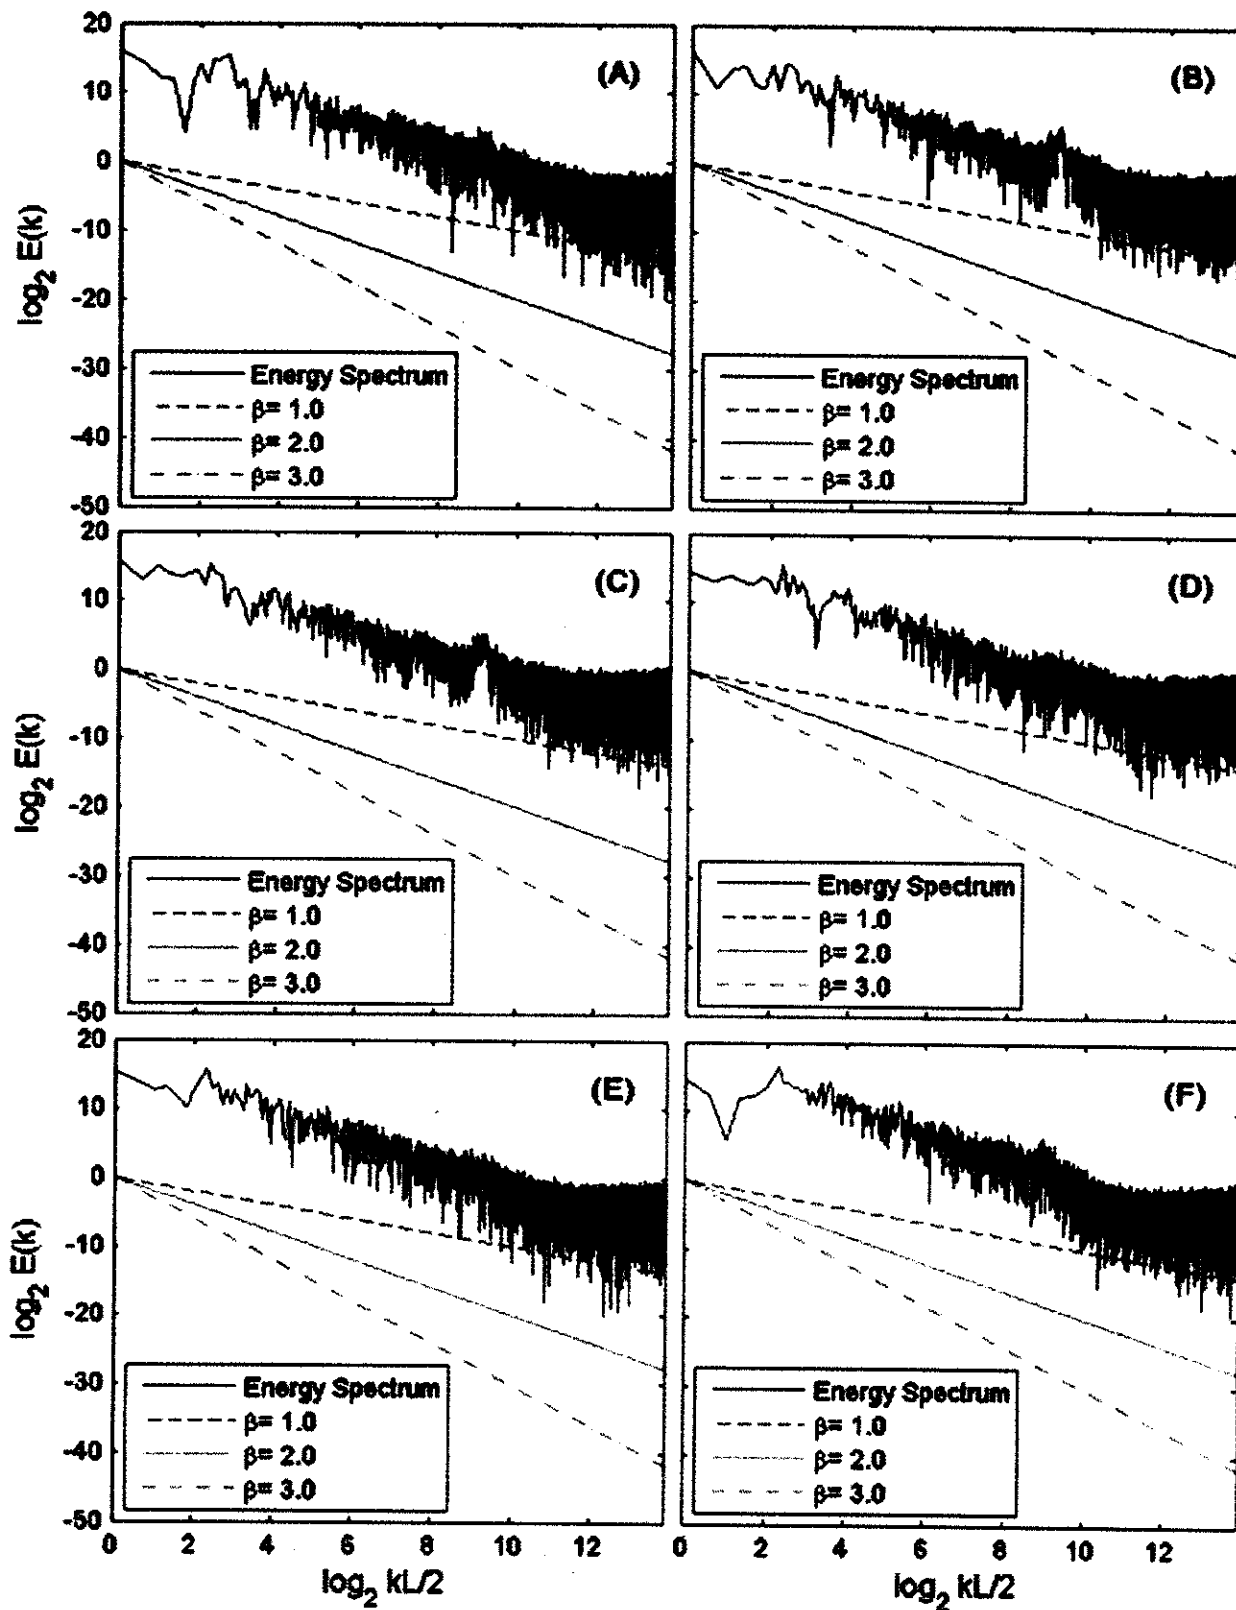 20
10
0
-10
-20
-30
-40
-50
log₂ E(k)
(A)
Energy Spectrum
β= 1.0
β= 2.0
β= 3.0
(B)
Energy Spectrum
β= 1.0
β= 2.0
β= 3.0
20
10
0
-10
-20
-30
-40
-50
log₂ E(k)
(C)
Energy Spectrum
β= 1.0
β= 2.0
β= 3.0
(D)
Energy Spectrum
β= 1.0
β= 2.0
β= 3.0
20
10
0
-10
-20
-30
-40
-50
log₂ E(k)
(E)
Energy Spectrum
β= 1.0
β= 2.0
β= 3.0
(F)
Energy Spectrum
β= 1.0
β= 2.0
β= 3.0
0 2 4 6 8 10 12
0 2 4 6 8 10 12
log₂ kL/2
log₂ kL/2